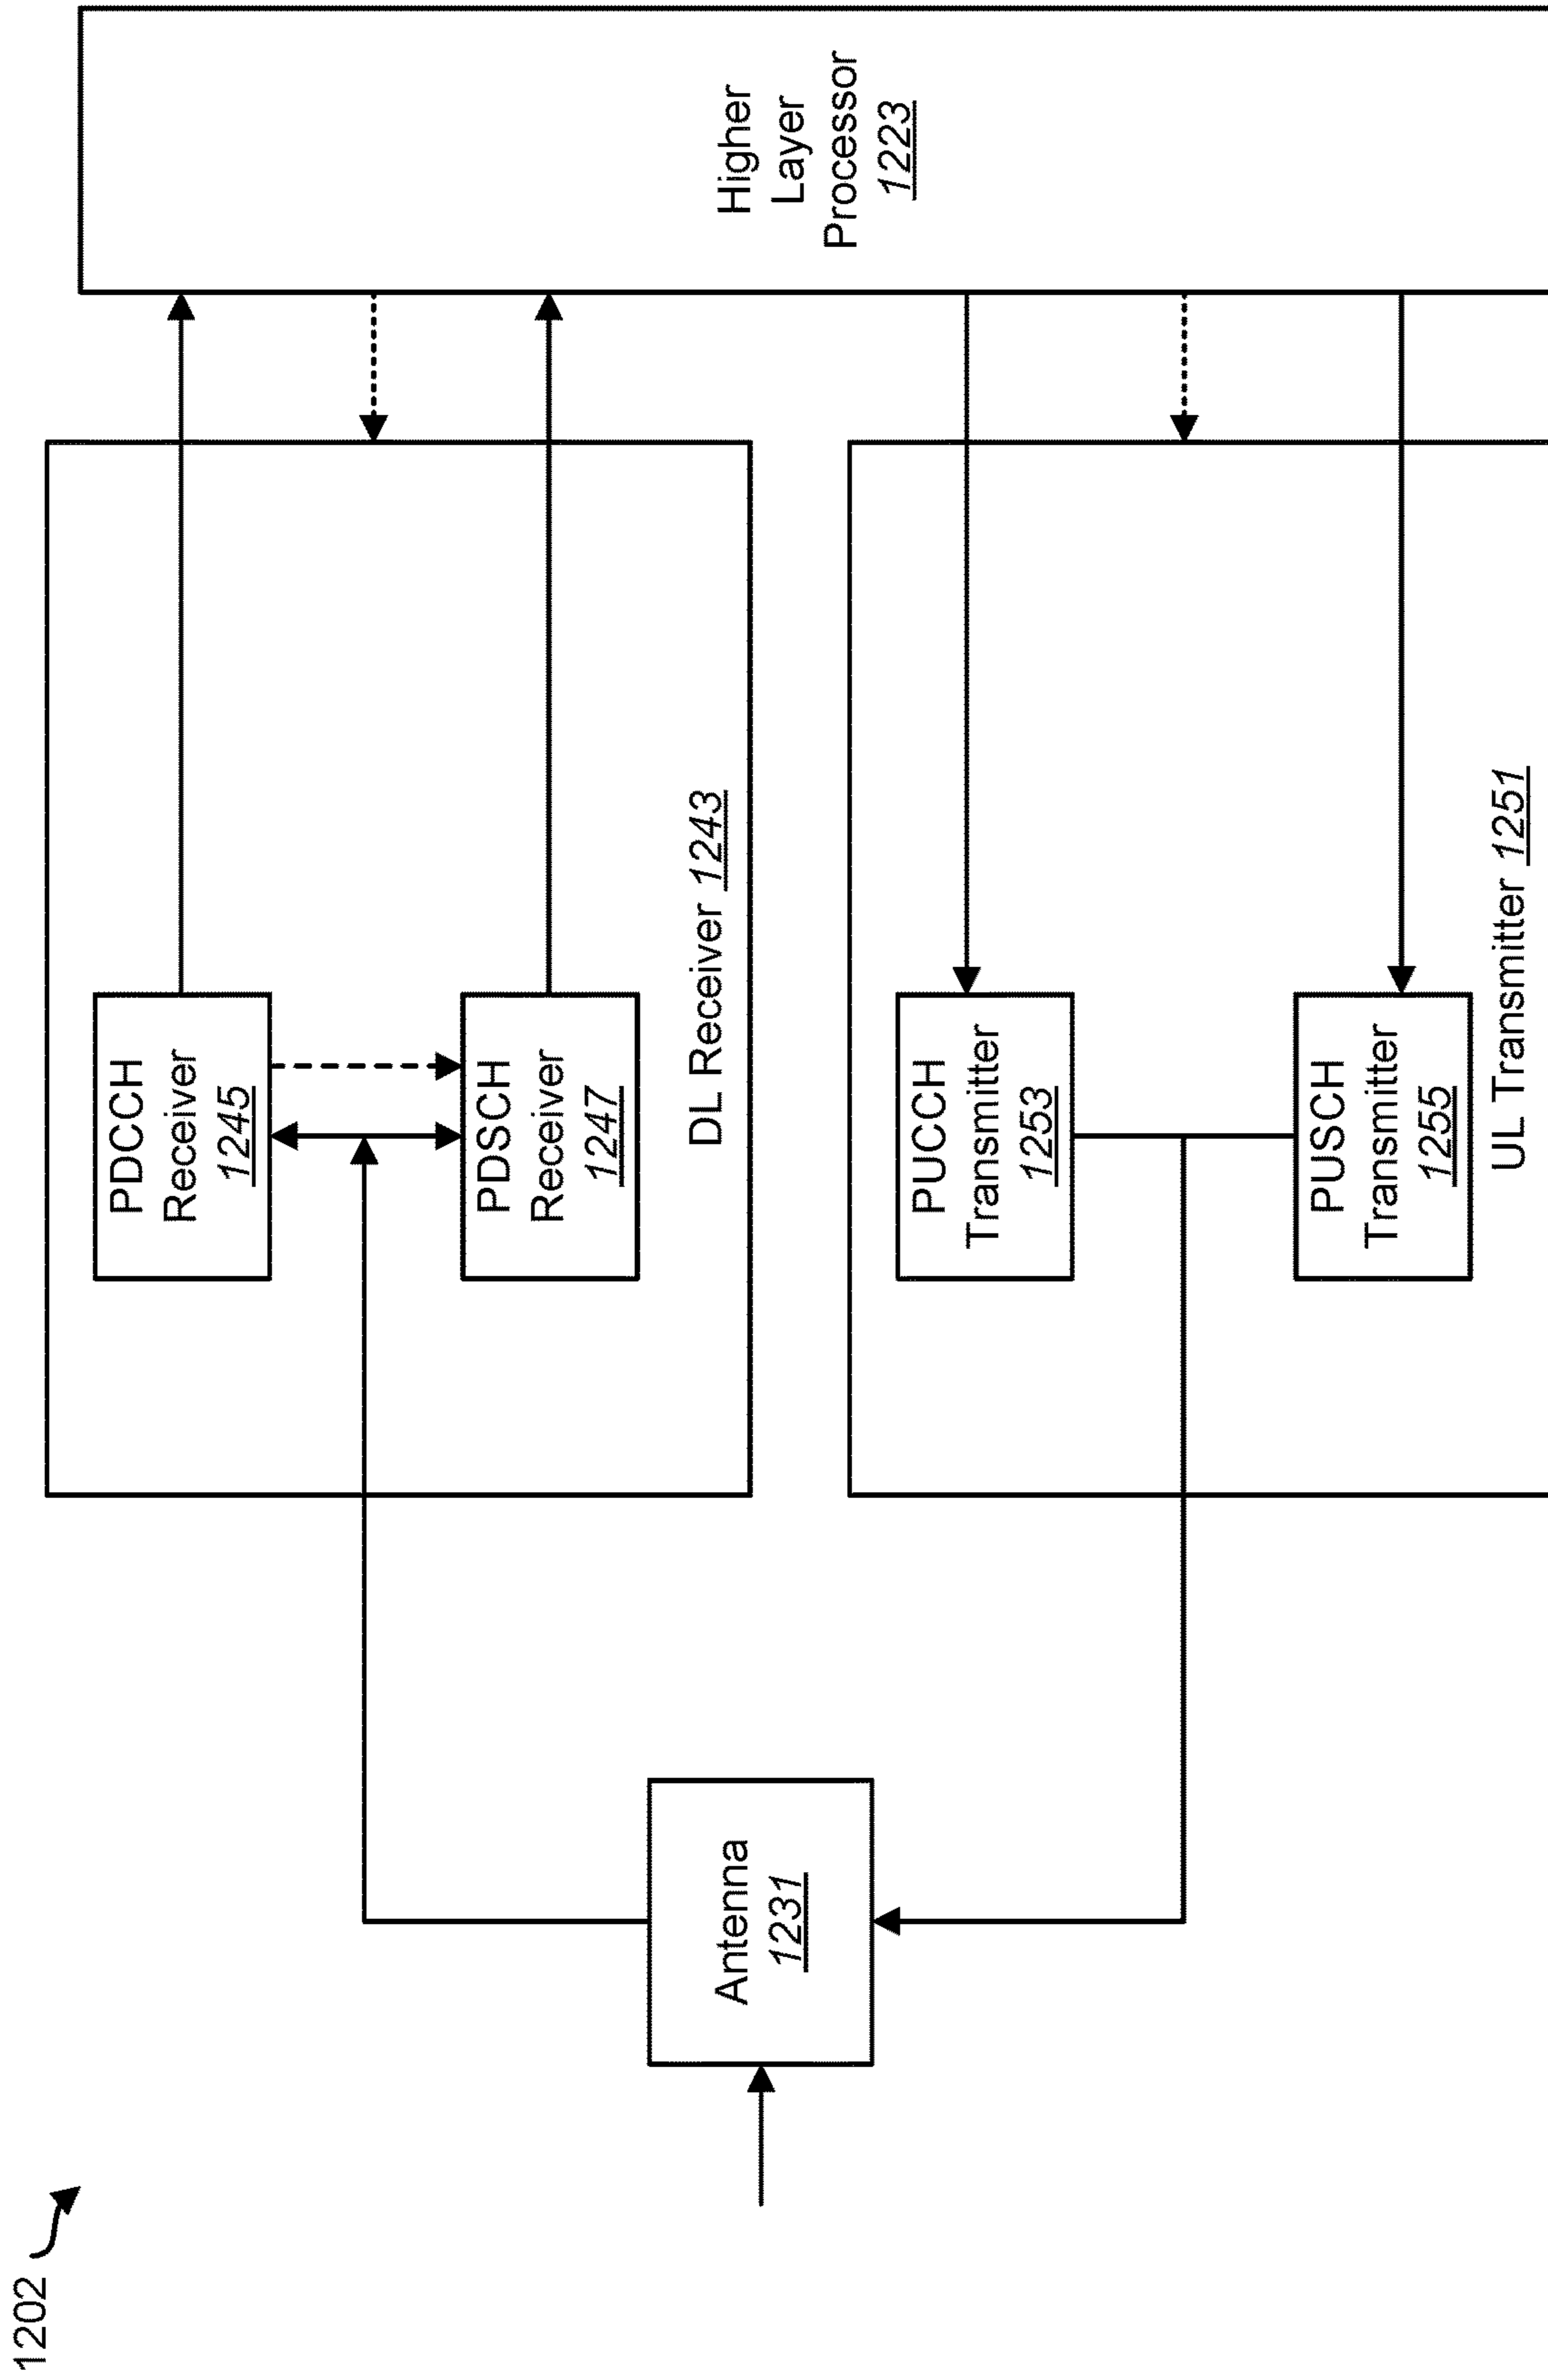 1202
Antenna
1231
PDCCH
Receiver
1245
PDSCH
Receiver
1247
DL Receiver 1243
PUCCH
Transmitter
1253
PUSCH
Transmitter
1255
UL Transmitter 1251
Higher
Layer
Processor
1223